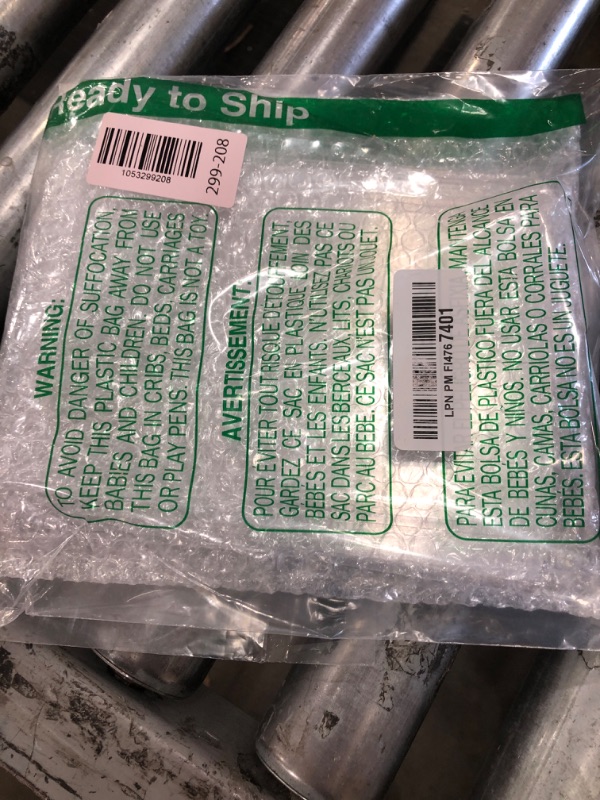 Ready to Ship
1053299208
299-208
WARNING:
TO AVOID DANGER OF SUFFOCATION,
KEEP THIS PLASTIC BAG AWAY FROM
BABIES AND CHILDREN. DO NOT USE
THIS BAG IN CRIBS, BEDS, CARRIAGES
OR PLAY PENS. THIS BAG IS NOT A TOY.
AVERTISSEMENT:
POUR EVITER TOUT RISQUE D'ETOUFFEMENT
GARDEZ CE SAC EN PLASTIQUE LOIN DES
BEBES ET LES ENFANTS. N'UTILISEZ PAS CE
SAC DANS LES BERCEAUX, LITS, CHARIOTS OU
PARC AU BEBE. CE SAC N'EST PAS UN JOUET.
LPN PM FI476 7401
PARA EVITAR MANTENGA
ESTA BOLSA DE PLASTICO FUERA DEL ALCANCE
DE BEBES Y NINOS. NO USAR ESTA BOLSA EN
CUNAS, CAMAS, CARRIOLAS O CORRALES PARA
BEBES. ESTA BOLSA NO ES UN JUGUETE.